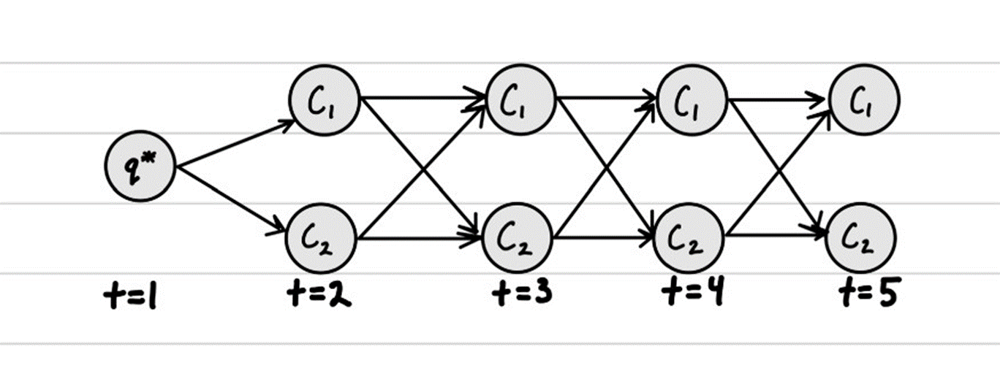 C₁ C₁ C₁ C₁
q*
C₂ C₂ C₂ C₂
t=1 t=2 t=3 t=4 t=5